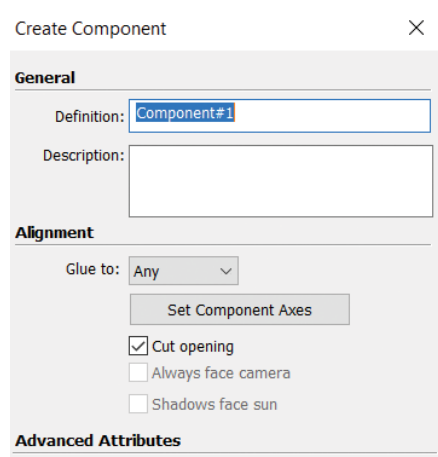 Create Component
General
Definition: Component#1
Description:
Alignment
Glue to: Any
Set Component Axes
Cut opening
Always face camera
Shadows face sun
Advanced Attributes